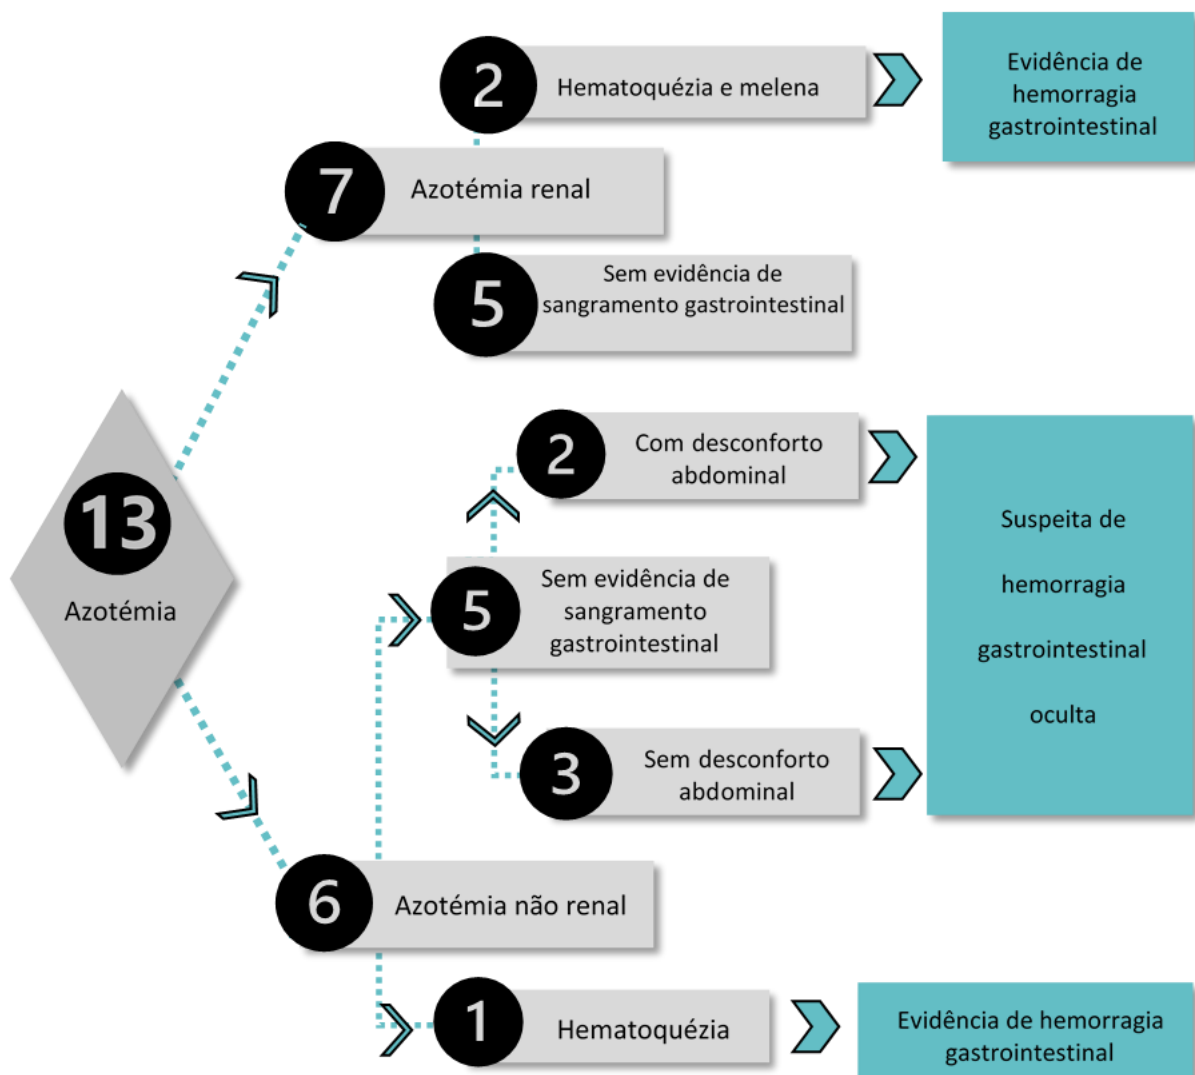 2
Hematoquézia e melena
Evidência de
hemorragia
gastrointestinal
7
Azotémia renal
5
Sem evidência de
sangramento gastrointestinal
13
Azotémia
2
Com desconforto
abdominal
Suspeita de
hemorragia
gastrointestinal
oculta
5
Sem evidência de
sangramento
gastrointestinal
3
Sem desconforto
abdominal
6
Azotémia não renal
1
Hematoquézia
Evidência de hemorragia
gastrointestinal